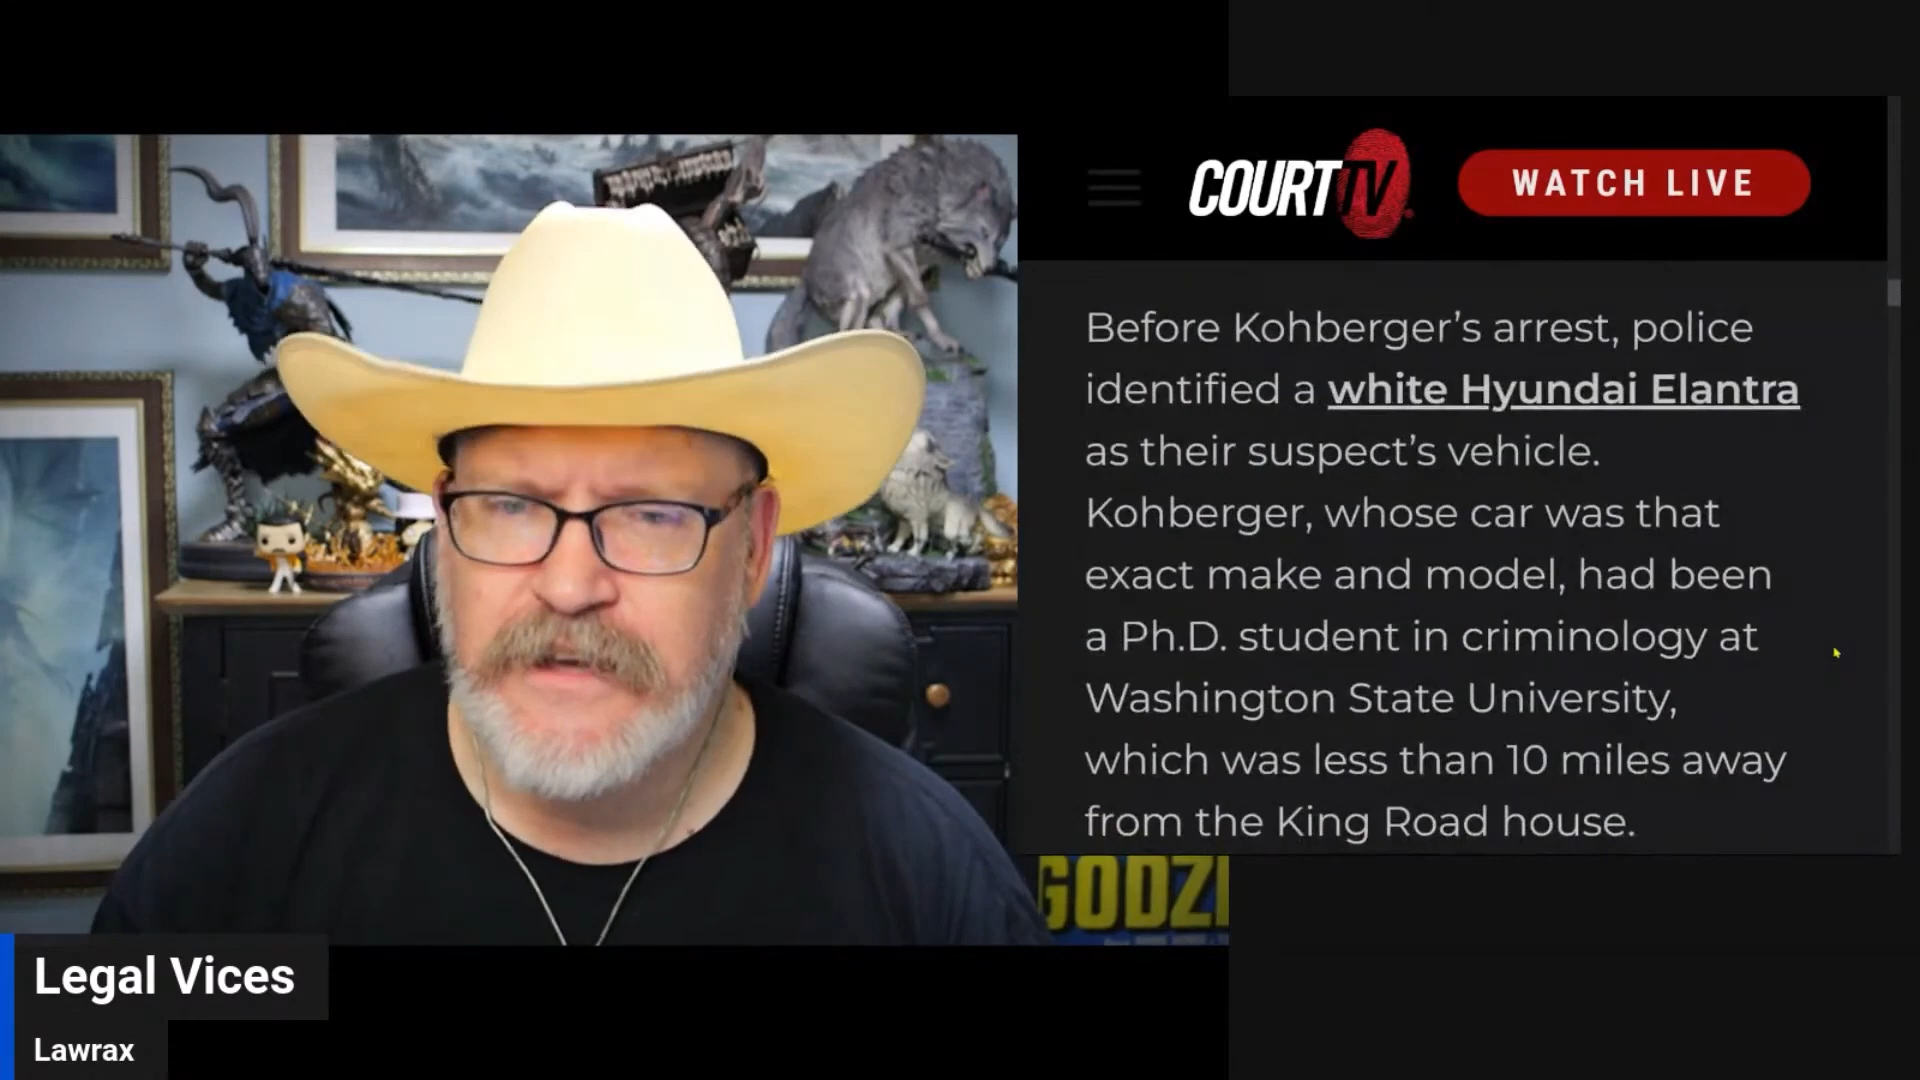 COURT TV
WATCH LIVE
Before Kohberger’s arrest, police
identified a white Hyundai Elantra
as their suspect’s vehicle.
Kohberger, whose car was that
exact make and model, had been
a Ph.D. student in criminology at
Washington State University,
which was less than 10 miles away
from the King Road house.
GODZ
Legal Vices
Lawrax